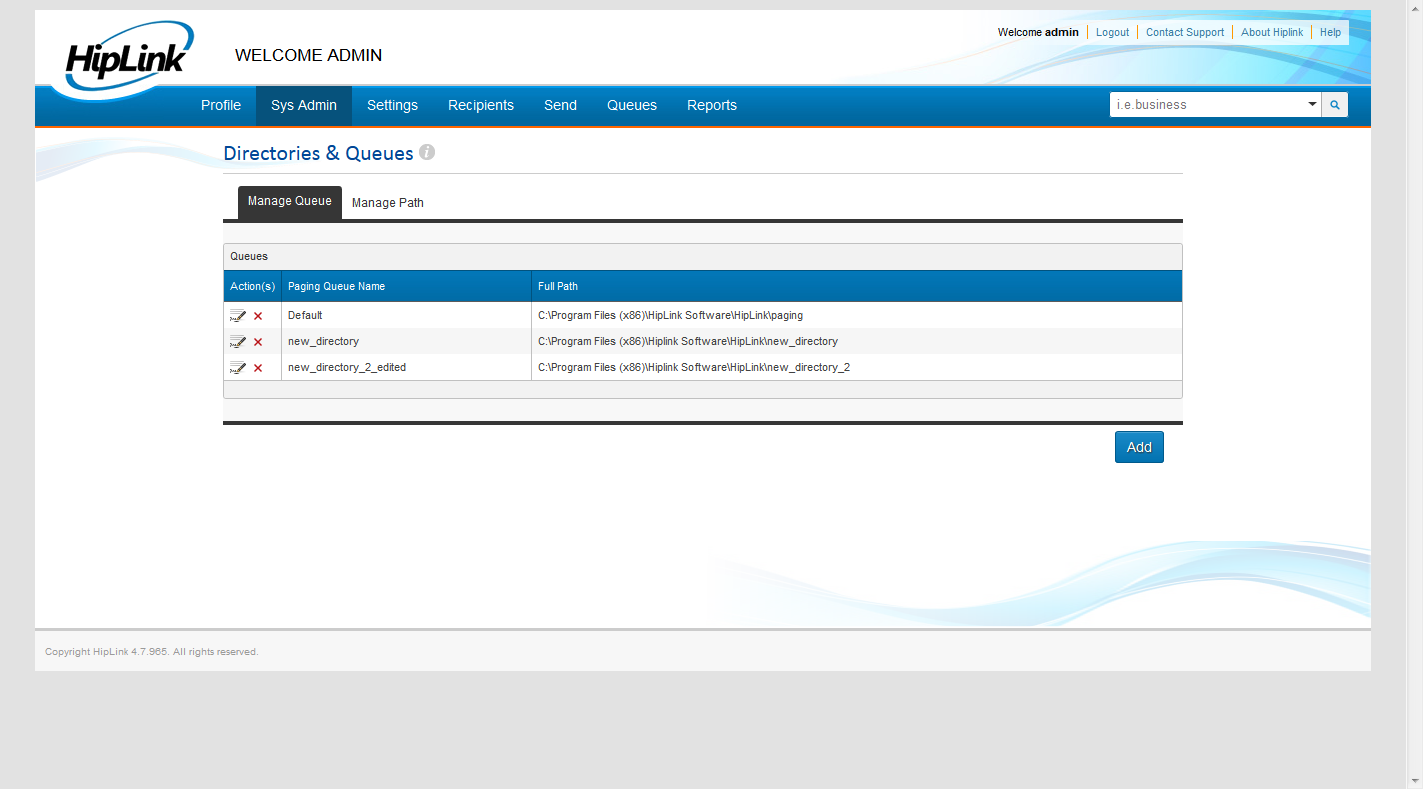 HipLink
WELCOME ADMIN
Welcome admin Logout Contact Support About Hiplink Help
Profile Sys Admin Settings Recipients Send Queues Reports i.e.business
Directories & Queues i
Manage Queue Manage Path
Queues
Action(s) Paging Queue Name Full Path
Default C:\Program Files (x86)\HipLink Software\HipLink\paging
new_directory C:\Program Files (x86)\Hiplink Software\HipLink\new_directory
new_directory_2_edited C:\Program Files (x86)\Hiplink Software\HipLink\new_directory_2
Add
Copyright HipLink 4.7.965. All rights reserved.